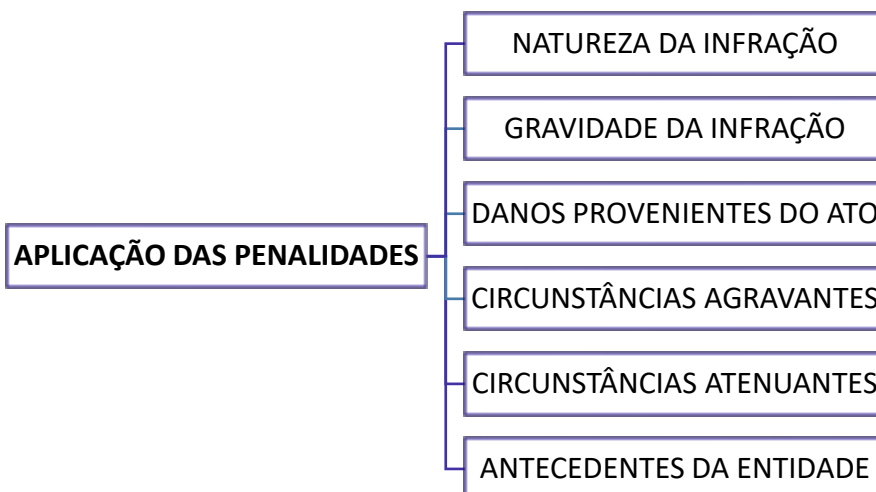 NATUREZA DA INFRAÇÃO
GRAVIDADE DA INFRAÇÃO
DANOS PROVENIENTES DO ATO
APLICAÇÃO DAS PENALIDADES
CIRCUNSTÂNCIAS AGRAVANTES
CIRCUNSTÂNCIAS ATENUANTES
ANTECEDENTES DA ENTIDADE